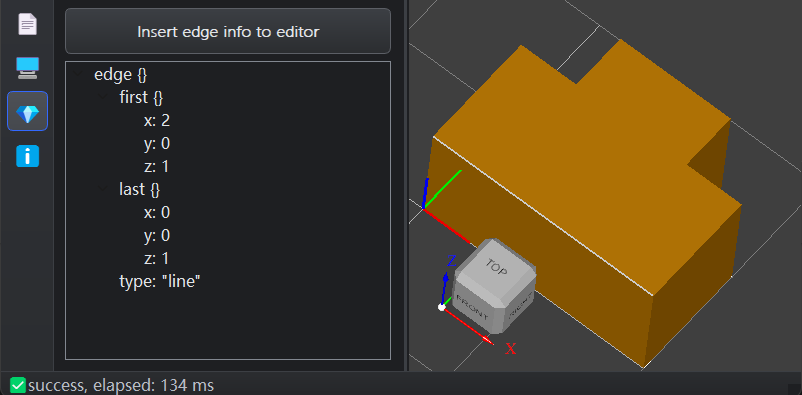 Insert edge info to editor
edge {}
first {}
x: 2
y: 0
z: 1
last {}
x: 0
y: 0
z: 1
type: "line"
TOP
FRONT
Z
X
success, elapsed: 134 ms